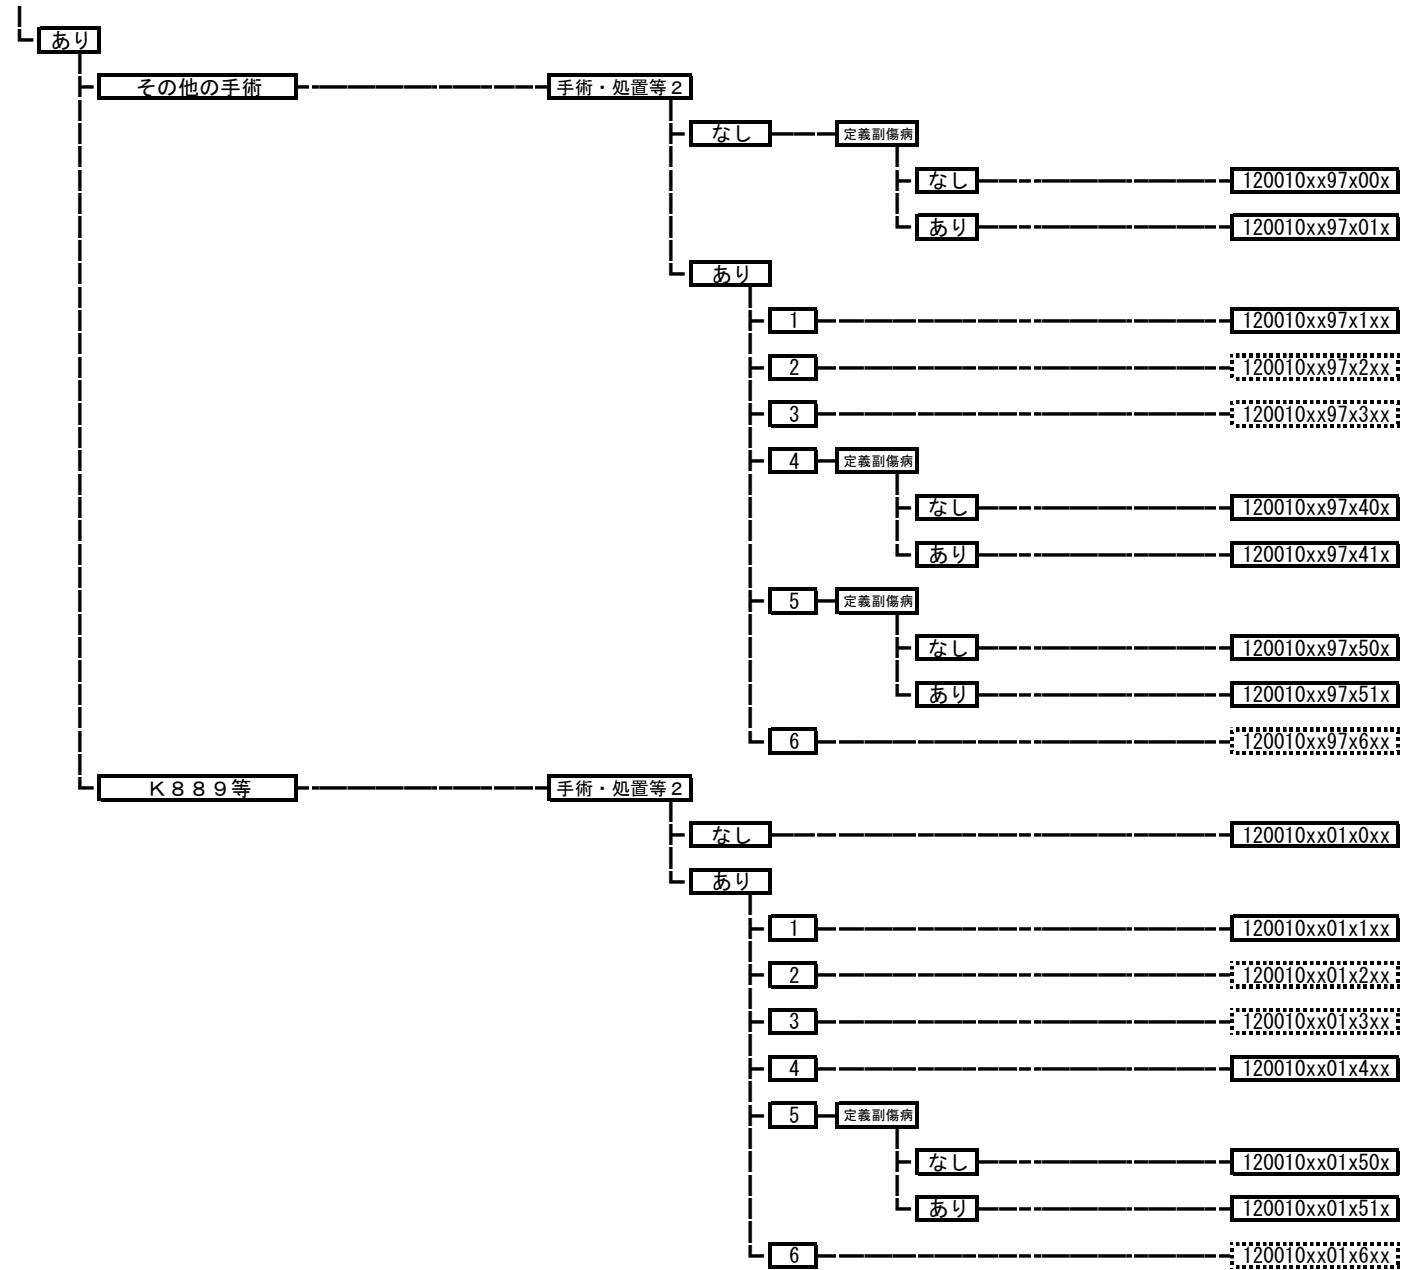 あり
その他の手術 手術・処置等２
なし 定義副傷病
なし 120010xx97x00x
あり 120010xx97x01x
あり
1 120010xx97x1xx
2 120010xx97x2xx
3 120010xx97x3xx
4 定義副傷病
なし 120010xx97x40x
あり 120010xx97x41x
5 定義副傷病
なし 120010xx97x50x
あり 120010xx97x51x
6 120010xx97x6xx
Ｋ８８９等 手術・処置等２
なし 120010xx01x0xx
あり
1 120010xx01x1xx
2 120010xx01x2xx
3 120010xx01x3xx
4 120010xx01x4xx
5 定義副傷病
なし 120010xx01x50x
あり 120010xx01x51x
6 120010xx01x6xx